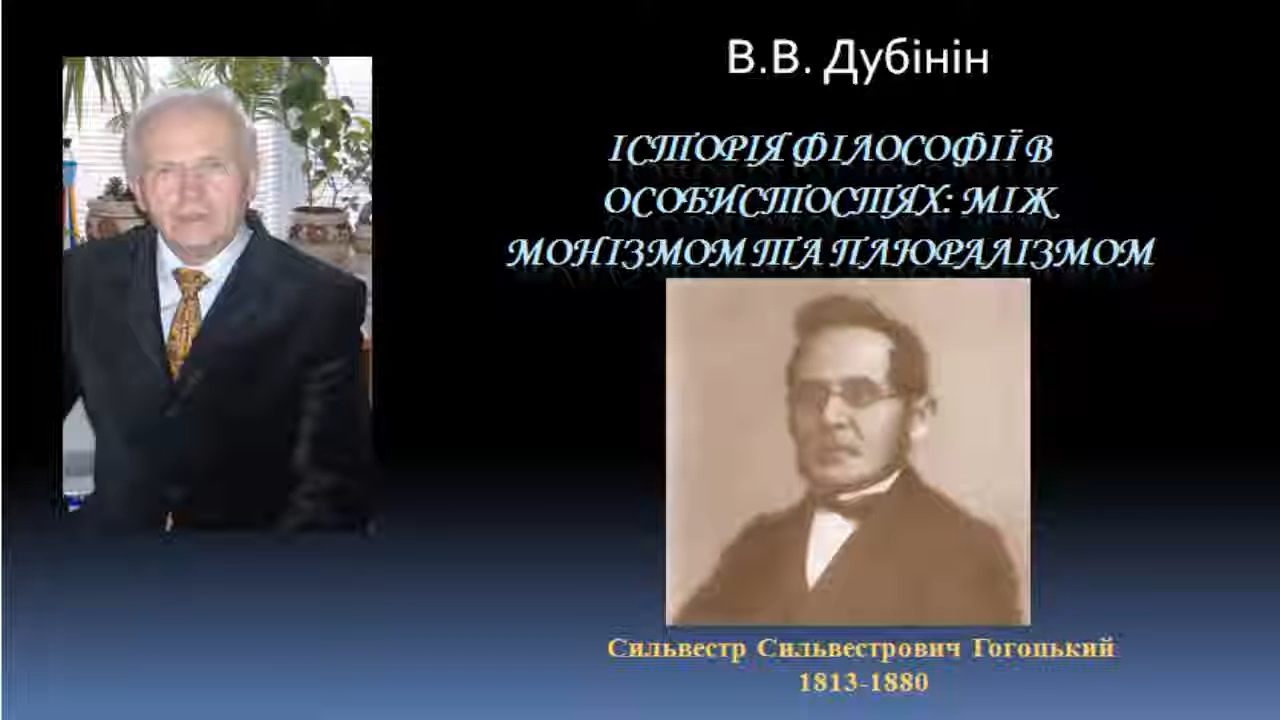 В.В. Дубінін
ІСТОРІЯ ФІЛОСОФІЇ В
ОСОБИСТОСТЯХ: МІЖ
МОНІЗМОМ ТА ПЛЮРАЛІЗМОМ
Сильвестр Сильвестрович Гогоцький
1813-1880